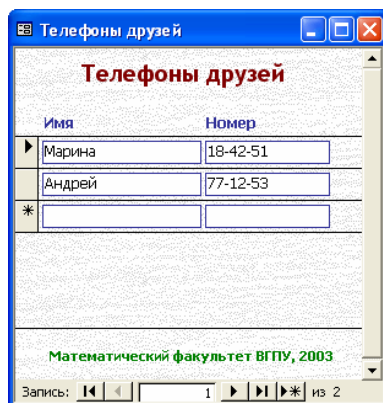 Телефоны друзей
Телефоны друзей
Имя Номер
Марина 18-42-51
Андрей 77-12-53
Математический факультет ВГПУ, 2003
Запись: 1 из 2